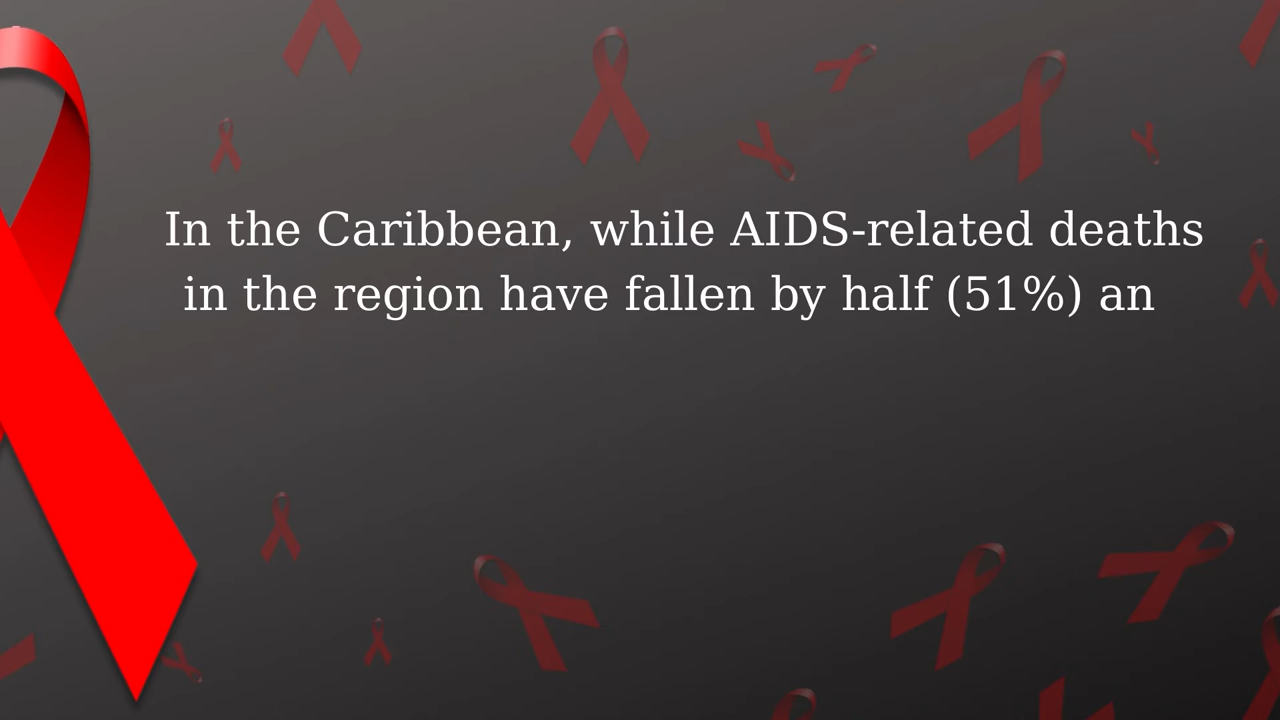 In the Caribbean, while AIDS-related deaths
in the region have fallen by half (51%) an